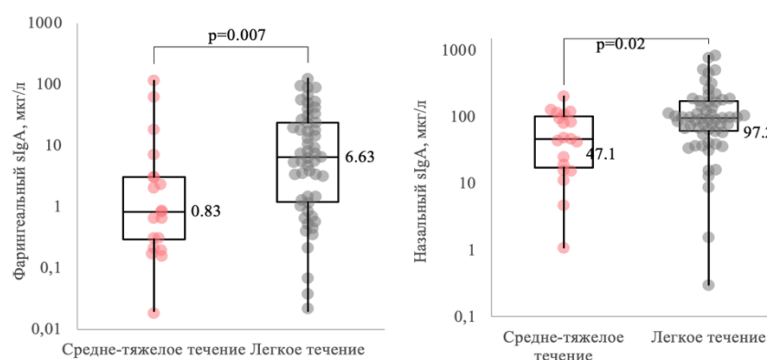 Фарингеальный sIgA, мкг/л
1000
100
10
1
0,1
0,01
p=0.007
0.83
6.63
Средне-тяжелое течение Легкое течение
Назальный sIgA, мкг/л
1000
100
10
1
0,1
p=0.02
47.1
Средне-тяжелое Легкое течение
течение